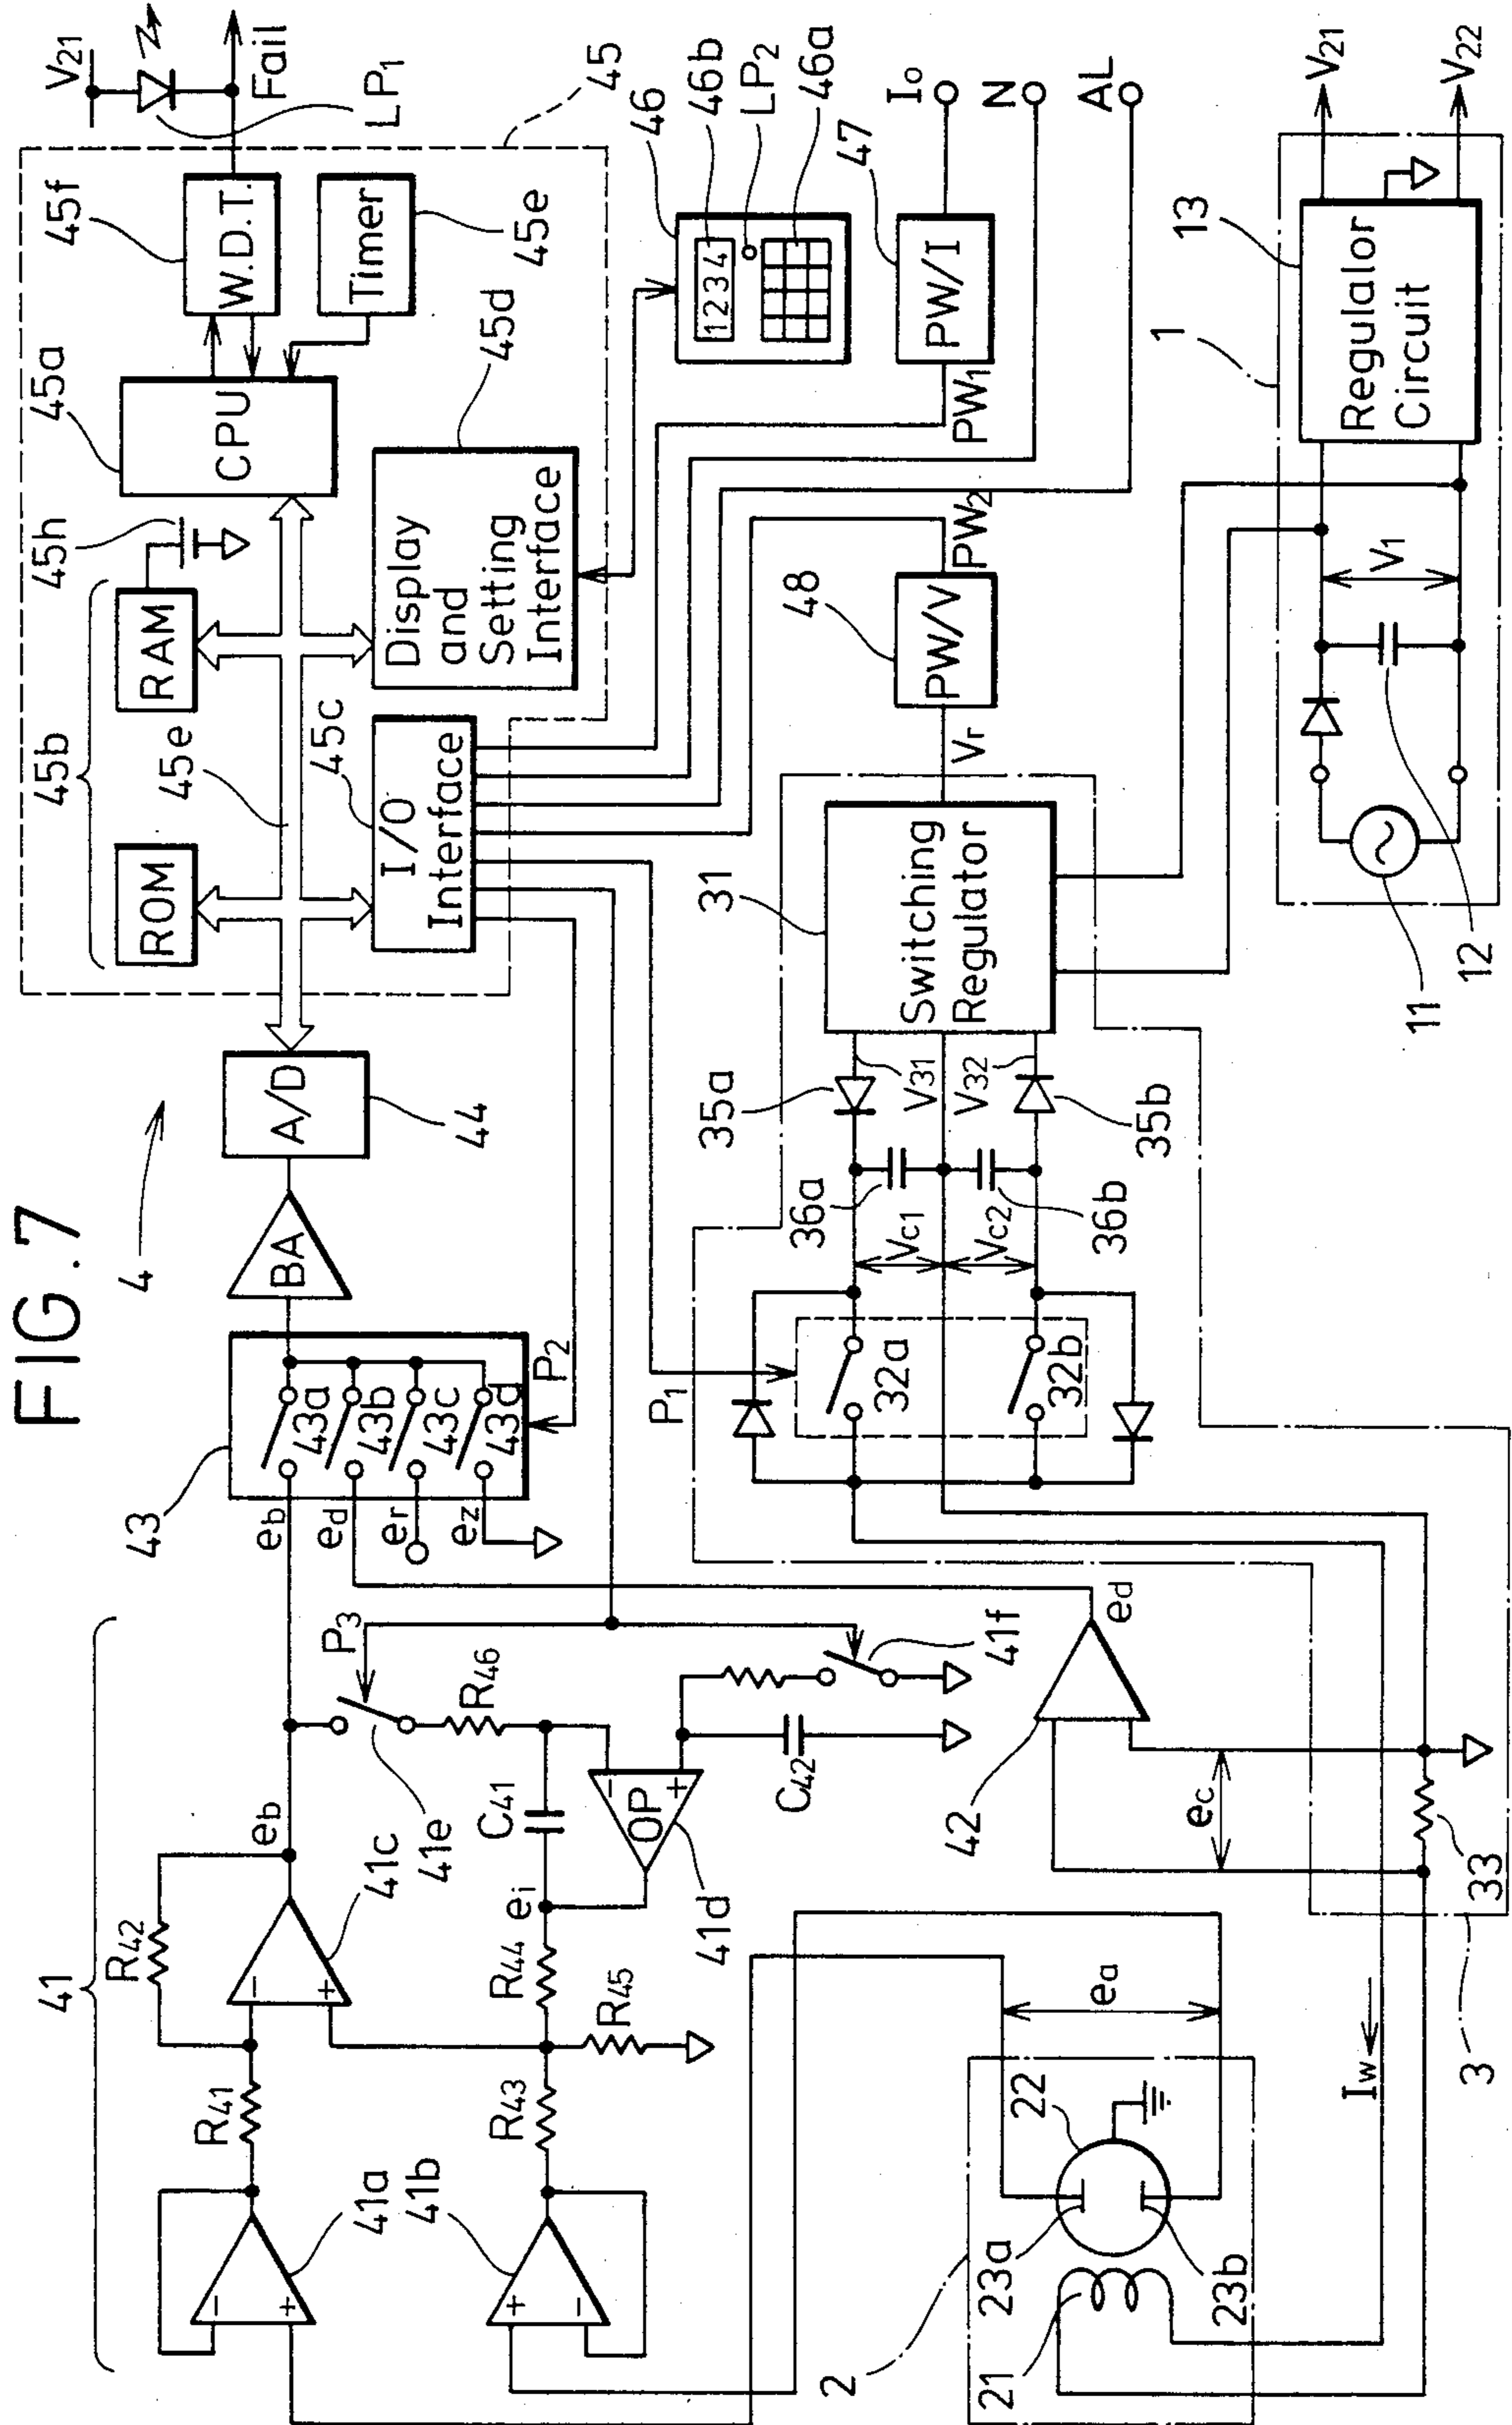 FIG. 7
4
41
R42
R41
41a
41b
R43
R44
R45
41c
eb
ei
C41
OP
41d
41e
P3
R46
C42
41f
43
eb
ed
er
ez
43a
43b
43c
43d
P2
BA
A/D
44
45b
ROM
RAM
45h
45e
45c
I/O
Interface
45a
CPU
45f
W.D.T.
Timer
45e
45d
Display
and
Setting
Interface
V21
LP1
Fail
45
46
46b
LP2
46a
1234
47
PW/I
PW1
Io
N
AL
48
PW/V
PW2
Vr
31
Switching
Regulator
35a
V31
V32
35b
36a
36b
Vc1
Vc2
P1
32a
32b
42
ed
ec
33
3
Iw
ea
2
21
22
23a
23b
1
13
Regulalor
Circuit
V21
V22
V1
11
12
+
-
+
-
-
+
-
+